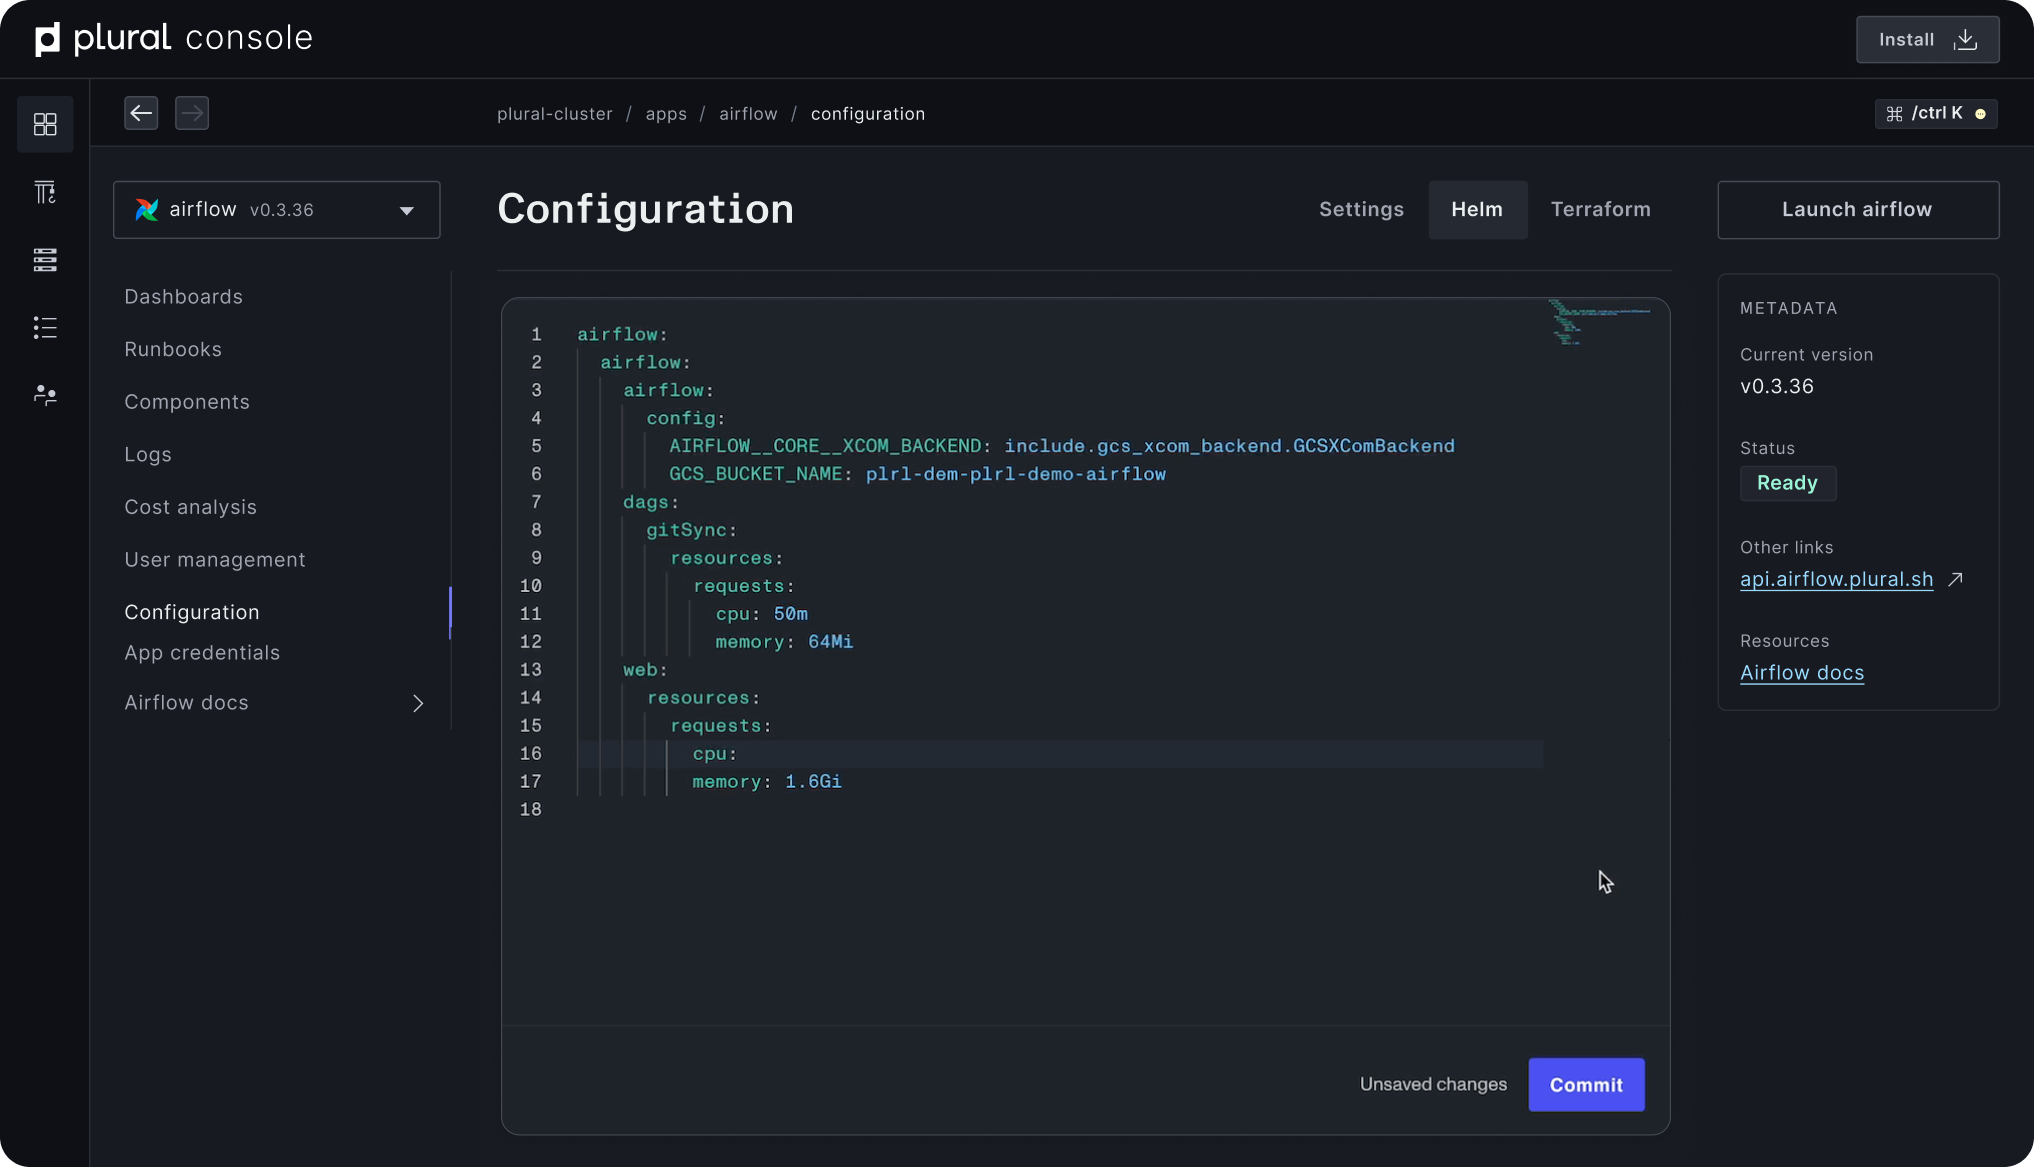 plural console
Install
plural-cluster / apps / airflow / configuration
⌘ /ctrl K
airflow v0.3.36
Configuration
Settings
Helm
Terraform
Launch airflow
Dashboards
Runbooks
Components
Logs
Cost analysis
User management
Configuration
App credentials
Airflow docs
1 airflow:
2   airflow:
3     airflow:
4       config:
5         AIRFLOW__CORE__XCOM_BACKEND: include.gcs_xcom_backend.GCSXComBackend
6         GCS_BUCKET_NAME: plrl-dem-plrl-demo-airflow
7     dags:
8       gitSync:
9         resources:
10           requests:
11             cpu: 50m
12             memory: 64Mi
13     web:
14       resources:
15         requests:
16           cpu:
17           memory: 1.6Gi
18
Unsaved changes
Commit
METADATA
Current version
v0.3.36
Status
Ready
Other links
api.airflow.plural.sh
Resources
Airflow docs